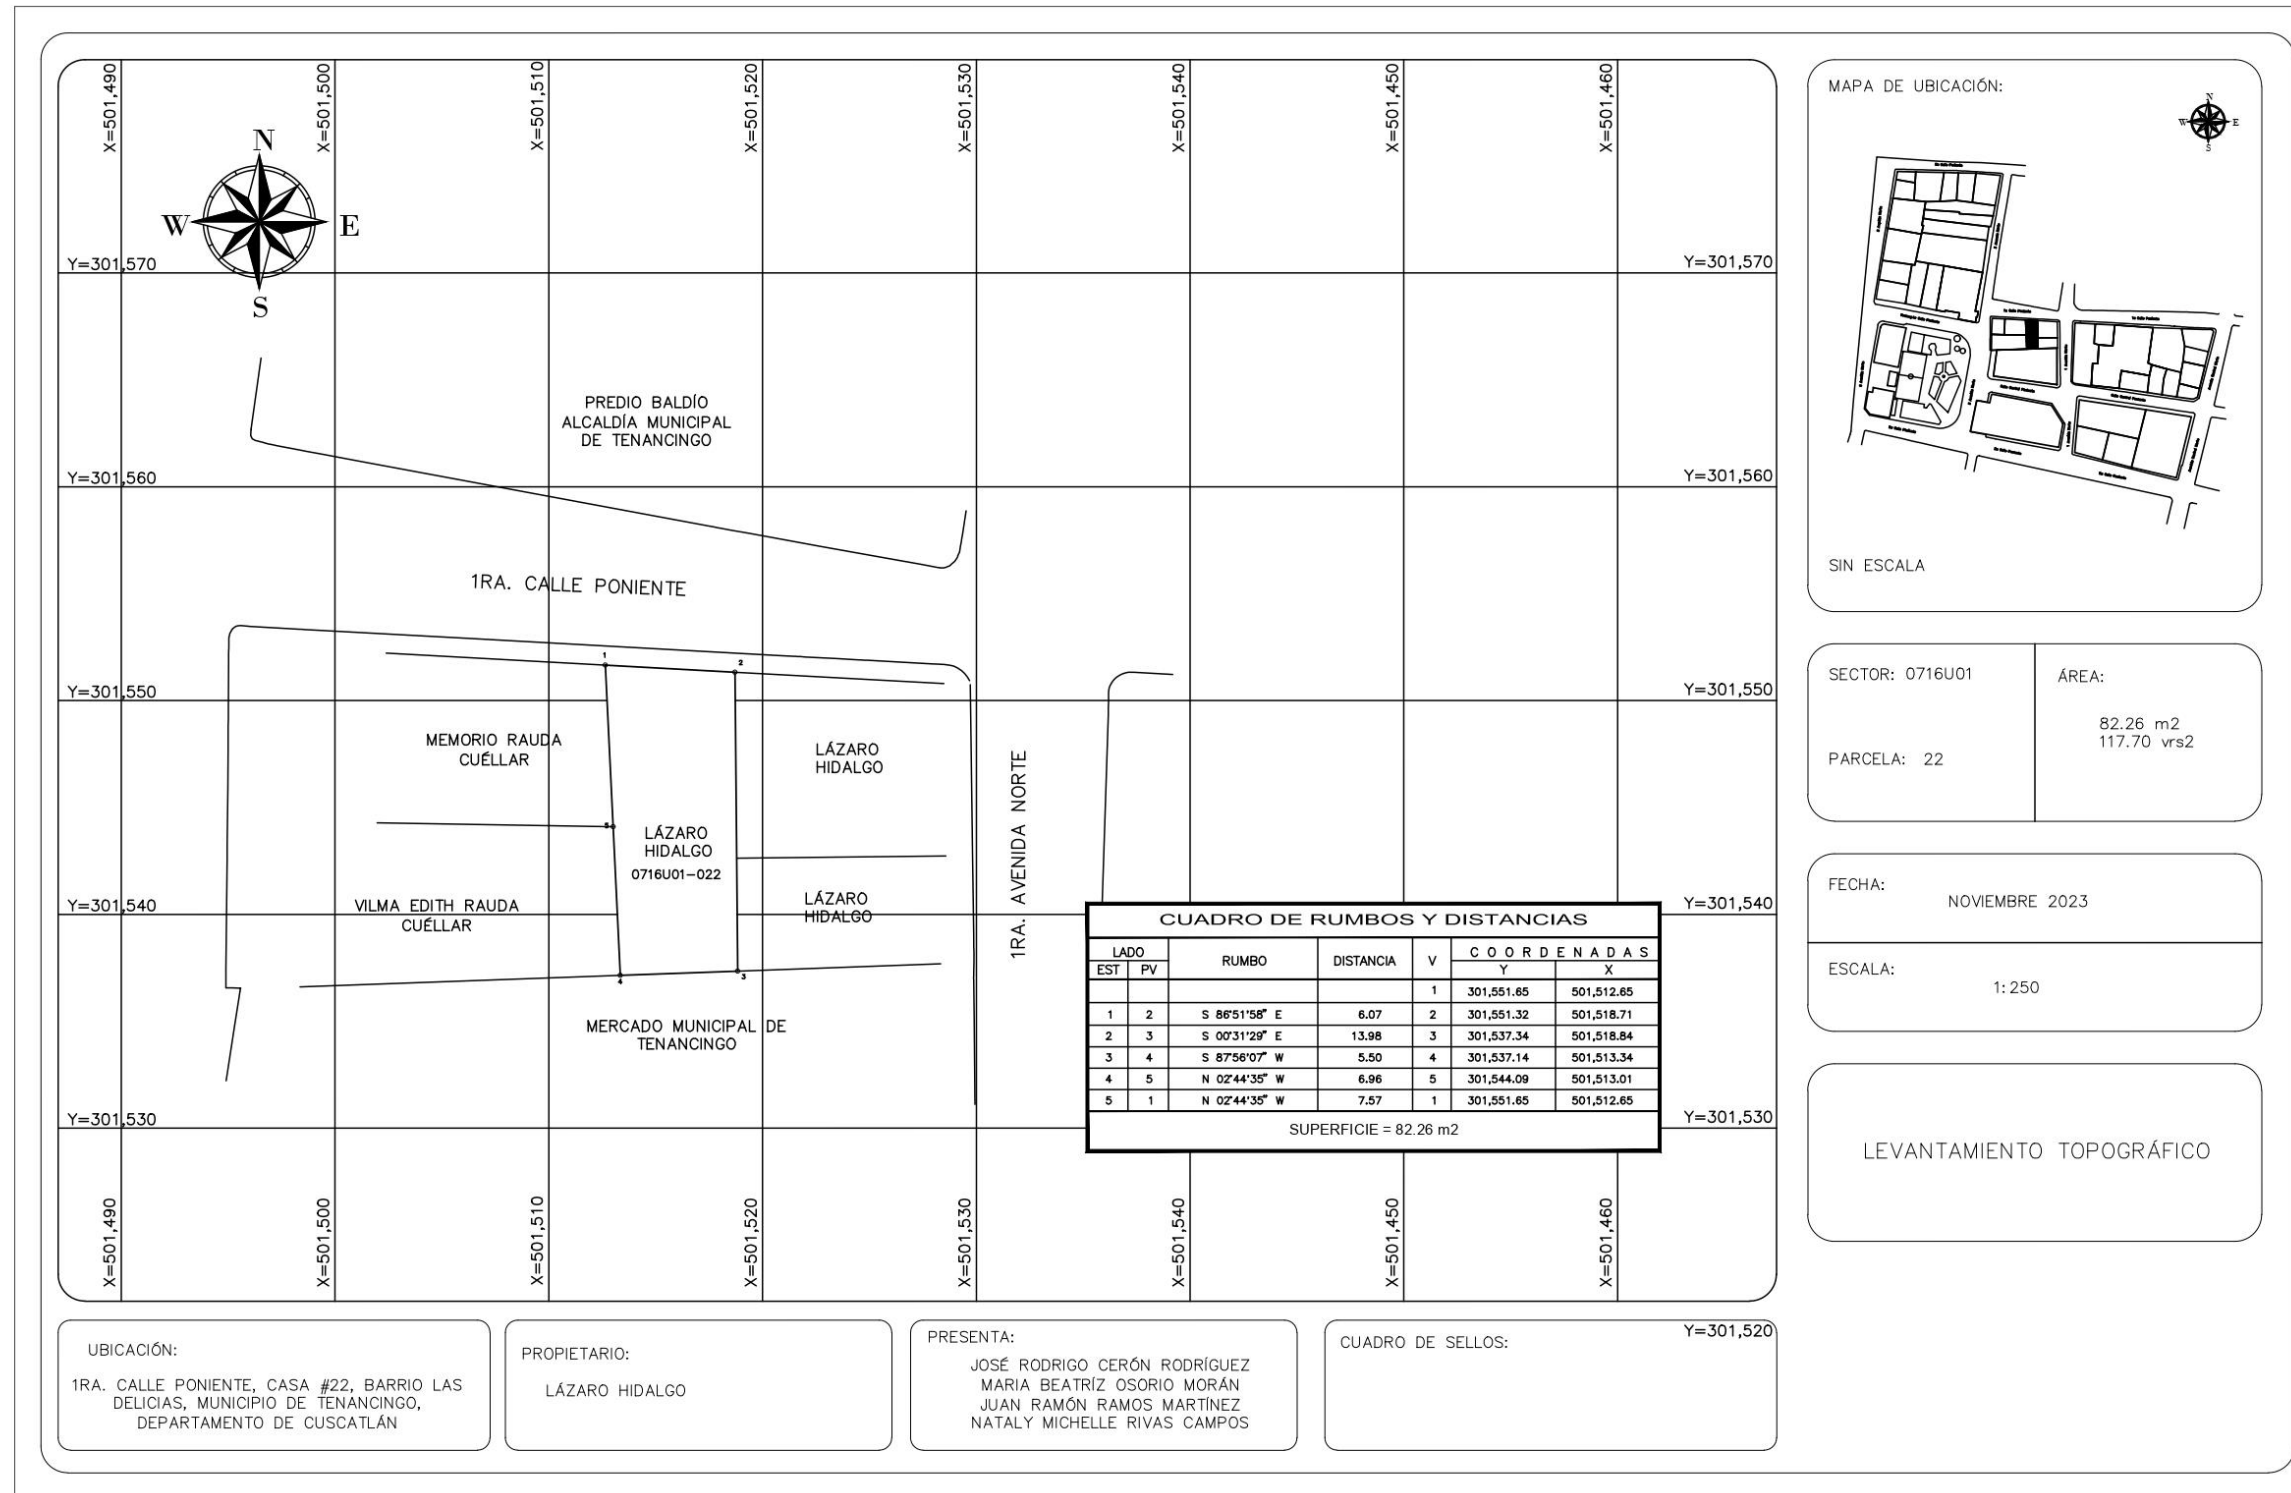 X=501,490
X=501,500
X=501,510
X=501,520
X=501,530
X=501,540
X=501,450
X=501,460
N
W
E
S
Y=301,570
Y=301,570
PREDIO BALDÍO
ALCALDÍA MUNICIPAL
DE TENANCINGO
Y=301,560
Y=301,560
1RA. CALLE PONIENTE
1
2
Y=301,550
Y=301,550
MEMORIO RAUDA
CUÉLLAR
LÁZARO
HIDALGO
1RA. AVENIDA NORTE
5
LÁZARO
HIDALGO
0716U01-022
VILMA EDITH RAUDA
CUÉLLAR
LÁZARO
HIDALGO
Y=301,540
Y=301,540
4
3
MERCADO MUNICIPAL DE
TENANCINGO
CUADRO DE RUMBOS Y DISTANCIAS
LADO RUMBO DISTANCIA V COORDENADAS
EST PV Y X
1 301,551.65 501,512.65
1 2 S 86°51'58" E 6.07 2 301,551.32 501,518.71
2 3 S 00°31'29" E 13.98 3 301,537.34 501,518.84
3 4 S 87°56'07" W 5.50 4 301,537.14 501,513.34
4 5 N 02°44'35" W 6.96 5 301,544.09 501,513.01
5 1 N 02°44'35" W 7.57 1 301,551.65 501,512.65
SUPERFICIE = 82.26 m2
Y=301,530
Y=301,530
X=501,490
X=501,500
X=501,510
X=501,520
X=501,530
X=501,540
X=501,450
X=501,460
MAPA DE UBICACIÓN:
N
W
E
S
SIN ESCALA
SECTOR: 0716U01
PARCELA: 22
ÁREA:
82.26 m2
117.70 vrs2
FECHA:
NOVIEMBRE 2023
ESCALA:
1:250
LEVANTAMIENTO TOPOGRÁFICO
UBICACIÓN:
1RA. CALLE PONIENTE, CASA #22, BARRIO LAS
DELICIAS, MUNICIPIO DE TENANCINGO,
DEPARTAMENTO DE CUSCATLÁN
PROPIETARIO:
LÁZARO HIDALGO
PRESENTA:
JOSÉ RODRIGO CERÓN RODRÍGUEZ
MARIA BEATRÍZ OSORIO MORÁN
JUAN RAMÓN RAMOS MARTÍNEZ
NATALY MICHELLE RIVAS CAMPOS
CUADRO DE SELLOS:
Y=301,520